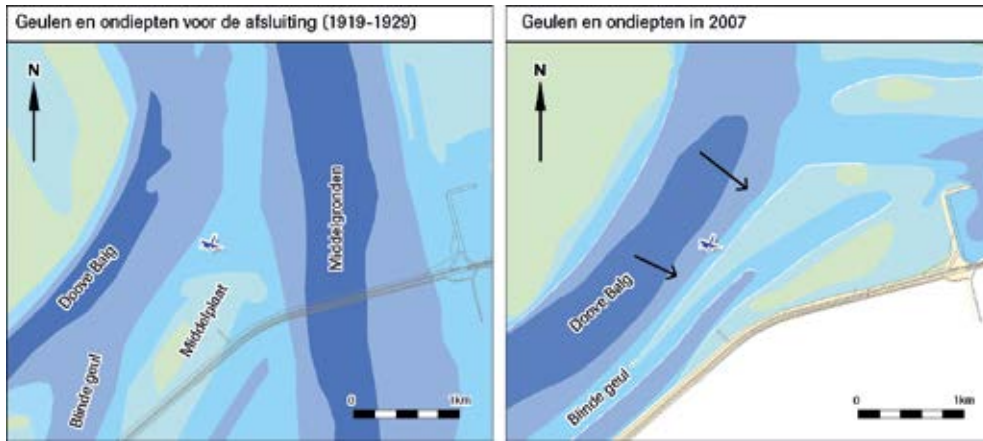 Geulen en ondiepten voor de afsluiting (1919-1929)
N
Doove Balg
Middelgronden
Middelplaat
Blinde geul
0 1km
Geulen en ondiepten in 2007
N
Doove Balg
Blinde geul
0 1km